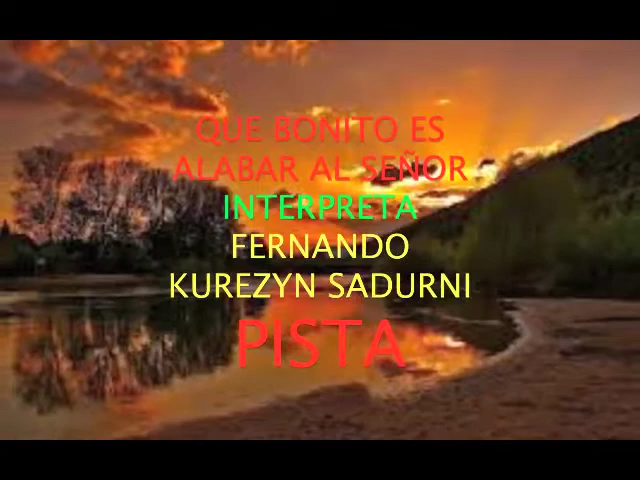 QUE BONITO ES
ALABAR AL SEÑOR
INTERPRETA
FERNANDO
KUREZYN SADURNI
PISTA